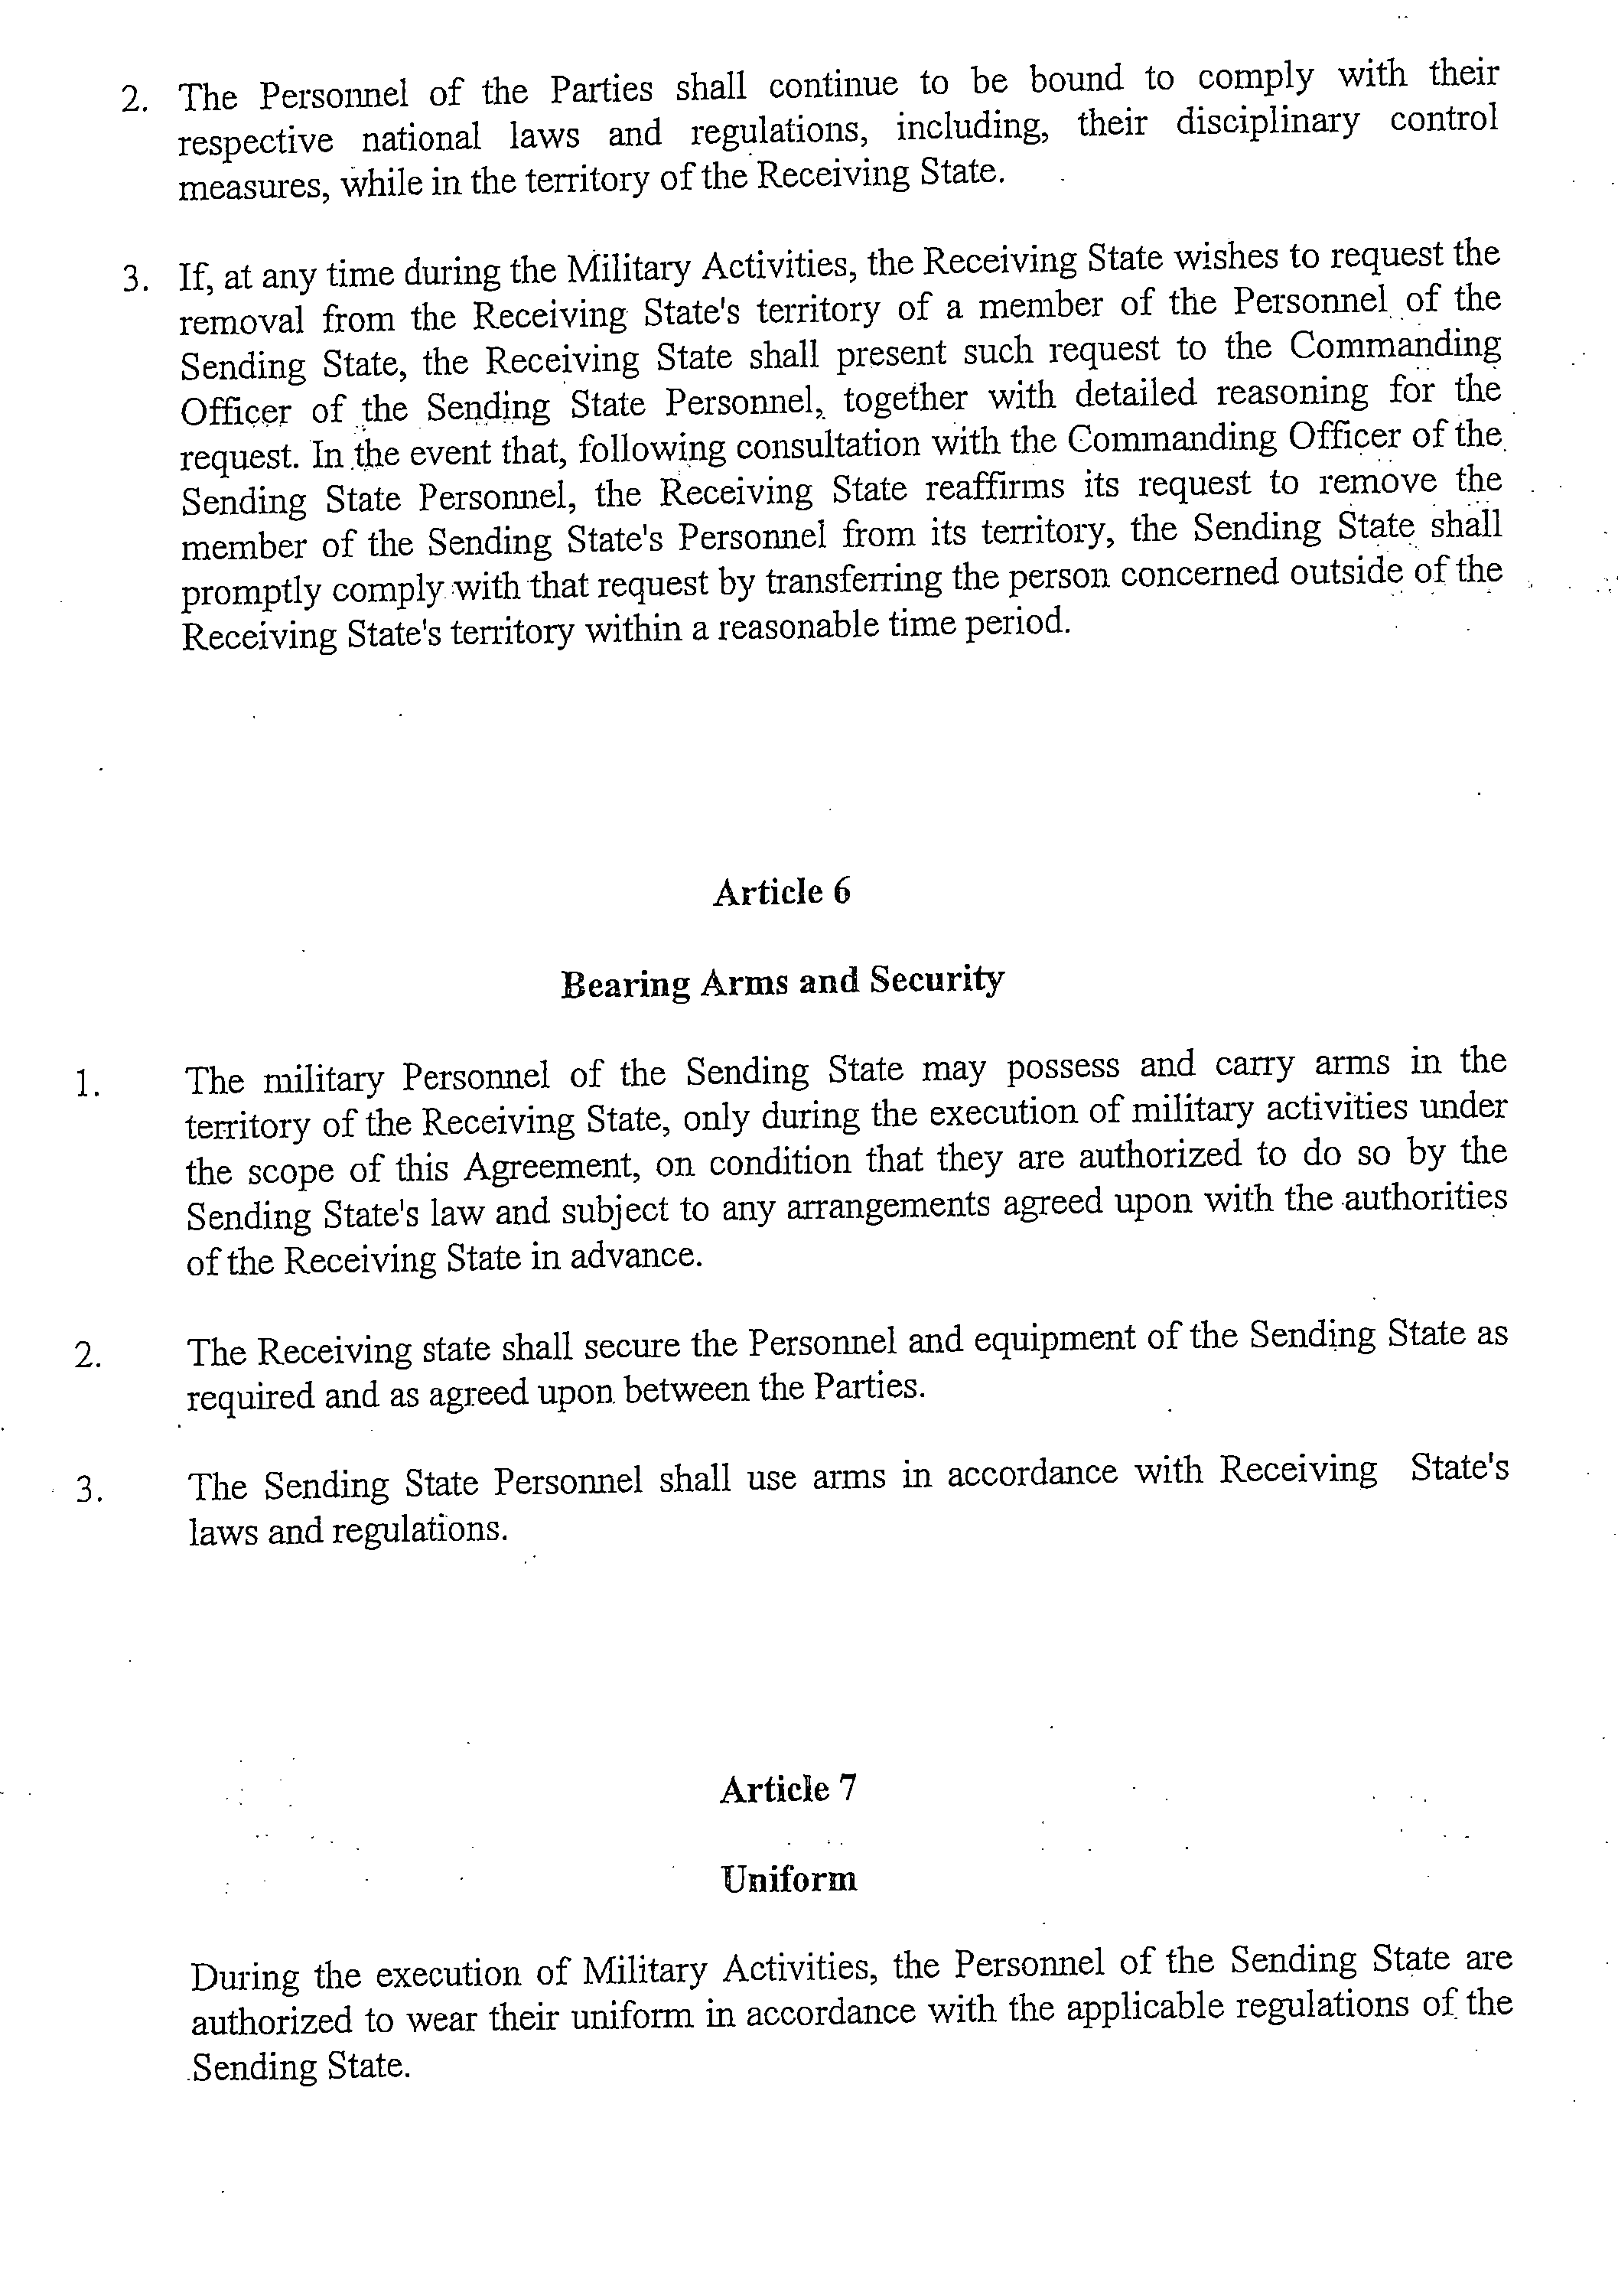 2. The Personnel of the Parties shall continue to be bound to comply with their
respective national laws and regulations, including, their disciplinary control
measures, while in the territory of the Receiving State.
3. If, at any time during the Military Activities, the Receiving State wishes to request the
removal from the Receiving State's territory of a member of the Personnel of the
Sending State, the Receiving State shall present such request to the Commanding
Officer of the Sending State Personnel, together with detailed reasoning for the
request. In the event that, following consultation with the Commanding Officer of the
Sending State Personnel, the Receiving State reaffirms its request to remove the
member of the Sending State's Personnel from its territory, the Sending State shall
promptly comply with that request by transferring the person concerned outside of the
Receiving State's territory within a reasonable time period.
Article 6
Bearing Arms and Security
1. The military Personnel of the Sending State may possess and carry arms in the
territory of the Receiving State, only during the execution of military activities under
the scope of this Agreement, on condition that they are authorized to do so by the
Sending State's law and subject to any arrangements agreed upon with the authorities
of the Receiving State in advance.
2. The Receiving state shall secure the Personnel and equipment of the Sending State as
required and as agreed upon between the Parties.
3. The Sending State Personnel shall use arms in accordance with Receiving State's
laws and regulations.
Article 7
Uniform
During the execution of Military Activities, the Personnel of the Sending State are
authorized to wear their uniform in accordance with the applicable regulations of the
Sending State.